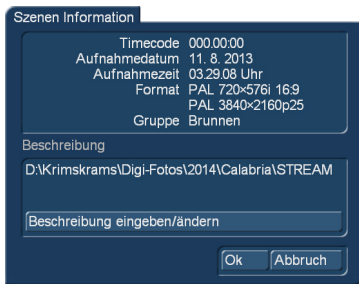 Szenen Information
Timecode 000.00:00
Aufnahmedatum 11. 8. 2013
Aufnahmezeit 03.29.08 Uhr
Format PAL 720×576i 16:9
PAL 3840×2160p25
Gruppe Brunnen
Beschreibung
D:\Krimskrams\Digi-Fotos\2014\Calabria\STREAM
Beschreibung eingeben/ändern
Ok Abbruch